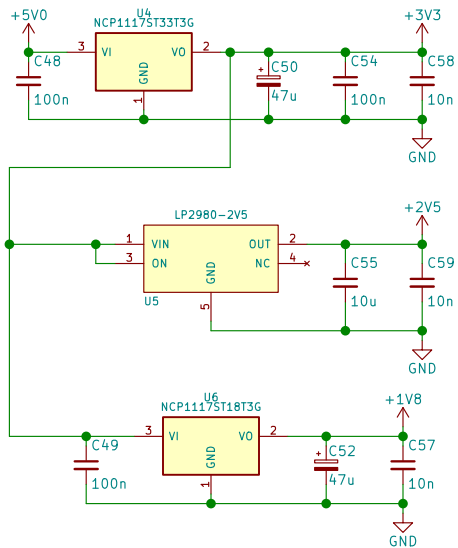 U4
NCP1117ST33T3G
+5V0
+3V3
3 VI
VO 2
GND
1
C48
100n
C50
+
47u
C54
100n
C58
10n
GND
LP2980-2V5
+2V5
1 VIN
OUT 2
3 ON
NC 4
GND
5
U5
C55
10u
C59
10n
GND
U6
NCP1117ST18T3G
+1V8
3 VI
VO 2
GND
1
C49
100n
C52
+
47u
C57
10n
GND